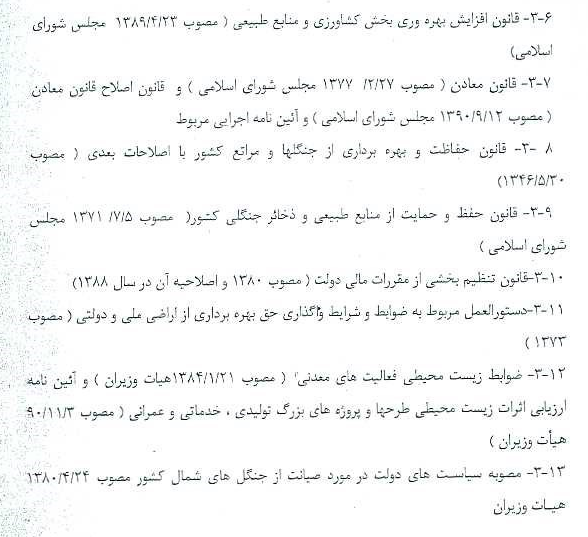 ۳-۶- قانون افزایش بهره وری بخش کشاورزی و منابع طبیعی ( مصوب ۱۳۸۹/۴/۲۳ مجلس شورای
اسلامی)
۳-۷- قانون معادن ( مصوب ۱۳۷۷ /۲/۲۷ مجلس شورای اسلامی ) و قانون اصلاح قانون معادن
( مصوب ۱۳۹۰/۹/۱۲ مجلس شورای اسلامی ) و آئین نامه اجرایی مربوط
۸ -۳- قانون حفاظت و بهره برداری از جنگلها و مراتع کشور با اصلاحات بعدی ( مصوب
۱۳۴۶/۵/۳۰)
۳-۹- قانون حفظ و حمایت از منابع طبیعی و ذخائر جنگلی کشور( مصوب ۷/۵/ ۱۳۷۱ مجلس
شورای اسلامی )
۳-۱۰-قانون تنظیم بخشی از مقررات مالی دولت ( مصوب ۱۳۸۰ و اصلاحیه آن در سال ۱۳۸۸)
۳-۱۱-دستورالعمل مربوط به ضوابط و شرایط واگذاری حق بهره برداری از اراضی ملی و دولتی ( مصوب
۱۳۷۳ )
۳-۱۲- ضوابط زیست محیطی فعالیت های معدنی ( مصوب ۱۳۸۴/۱/۲۱هیات وزیران ) و آئین نامه
ارزیابی اثرات زیست محیطی طرحها و پروژه های بزرگ تولیدی ، خدماتی و عمرانی ( مصوب ۹۰/۱۱/۳
هیأت وزیران )
۳-۱۳- مصوبه سیاست های دولت در مورد صیانت از جنگل های شمال کشور مصوب ۱۳۸۰/۴/۲۴
هیات وزیران